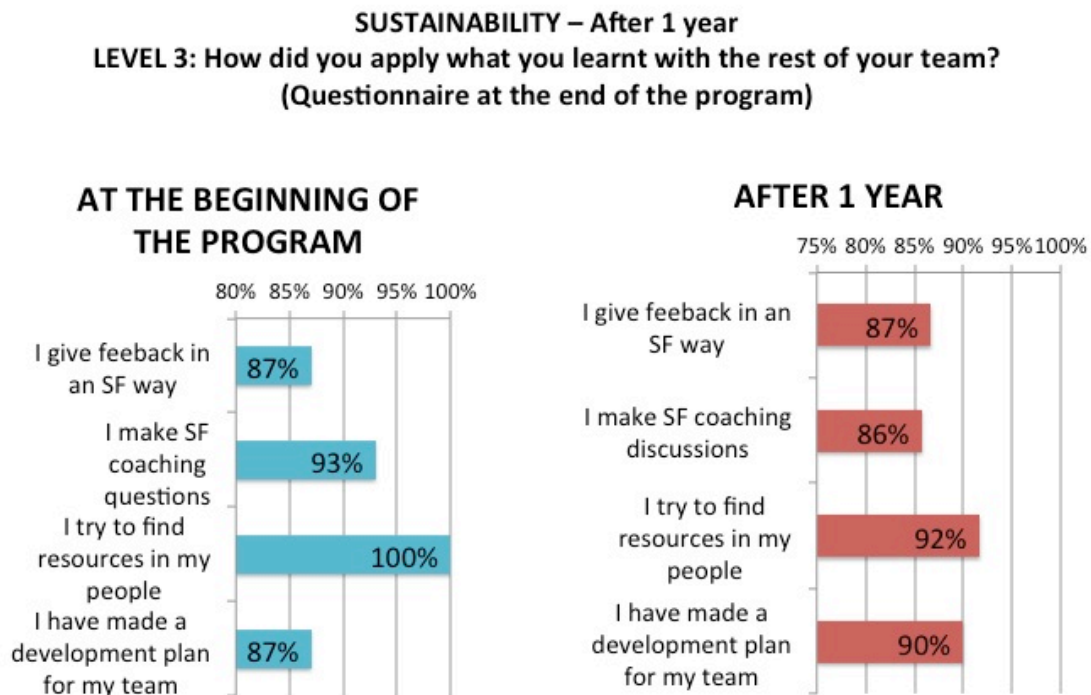 SUSTAINABILITY – After 1 year
LEVEL 3: How did you apply what you learnt with the rest of your team?
(Questionnaire at the end of the program)
AT THE BEGINNING OF
THE PROGRAM
80% 85% 90% 95% 100%
I give feeback in
an SF way
87%
I make SF
coaching
questions
93%
I try to find
resources in my
people
100%
I have made a
development plan
for my team
87%
AFTER 1 YEAR
75% 80% 85% 90% 95% 100%
I give feeback in an
SF way
87%
I make SF coaching
discussions
86%
I try to find
resources in my
people
92%
I have made a
development plan
for my team
90%